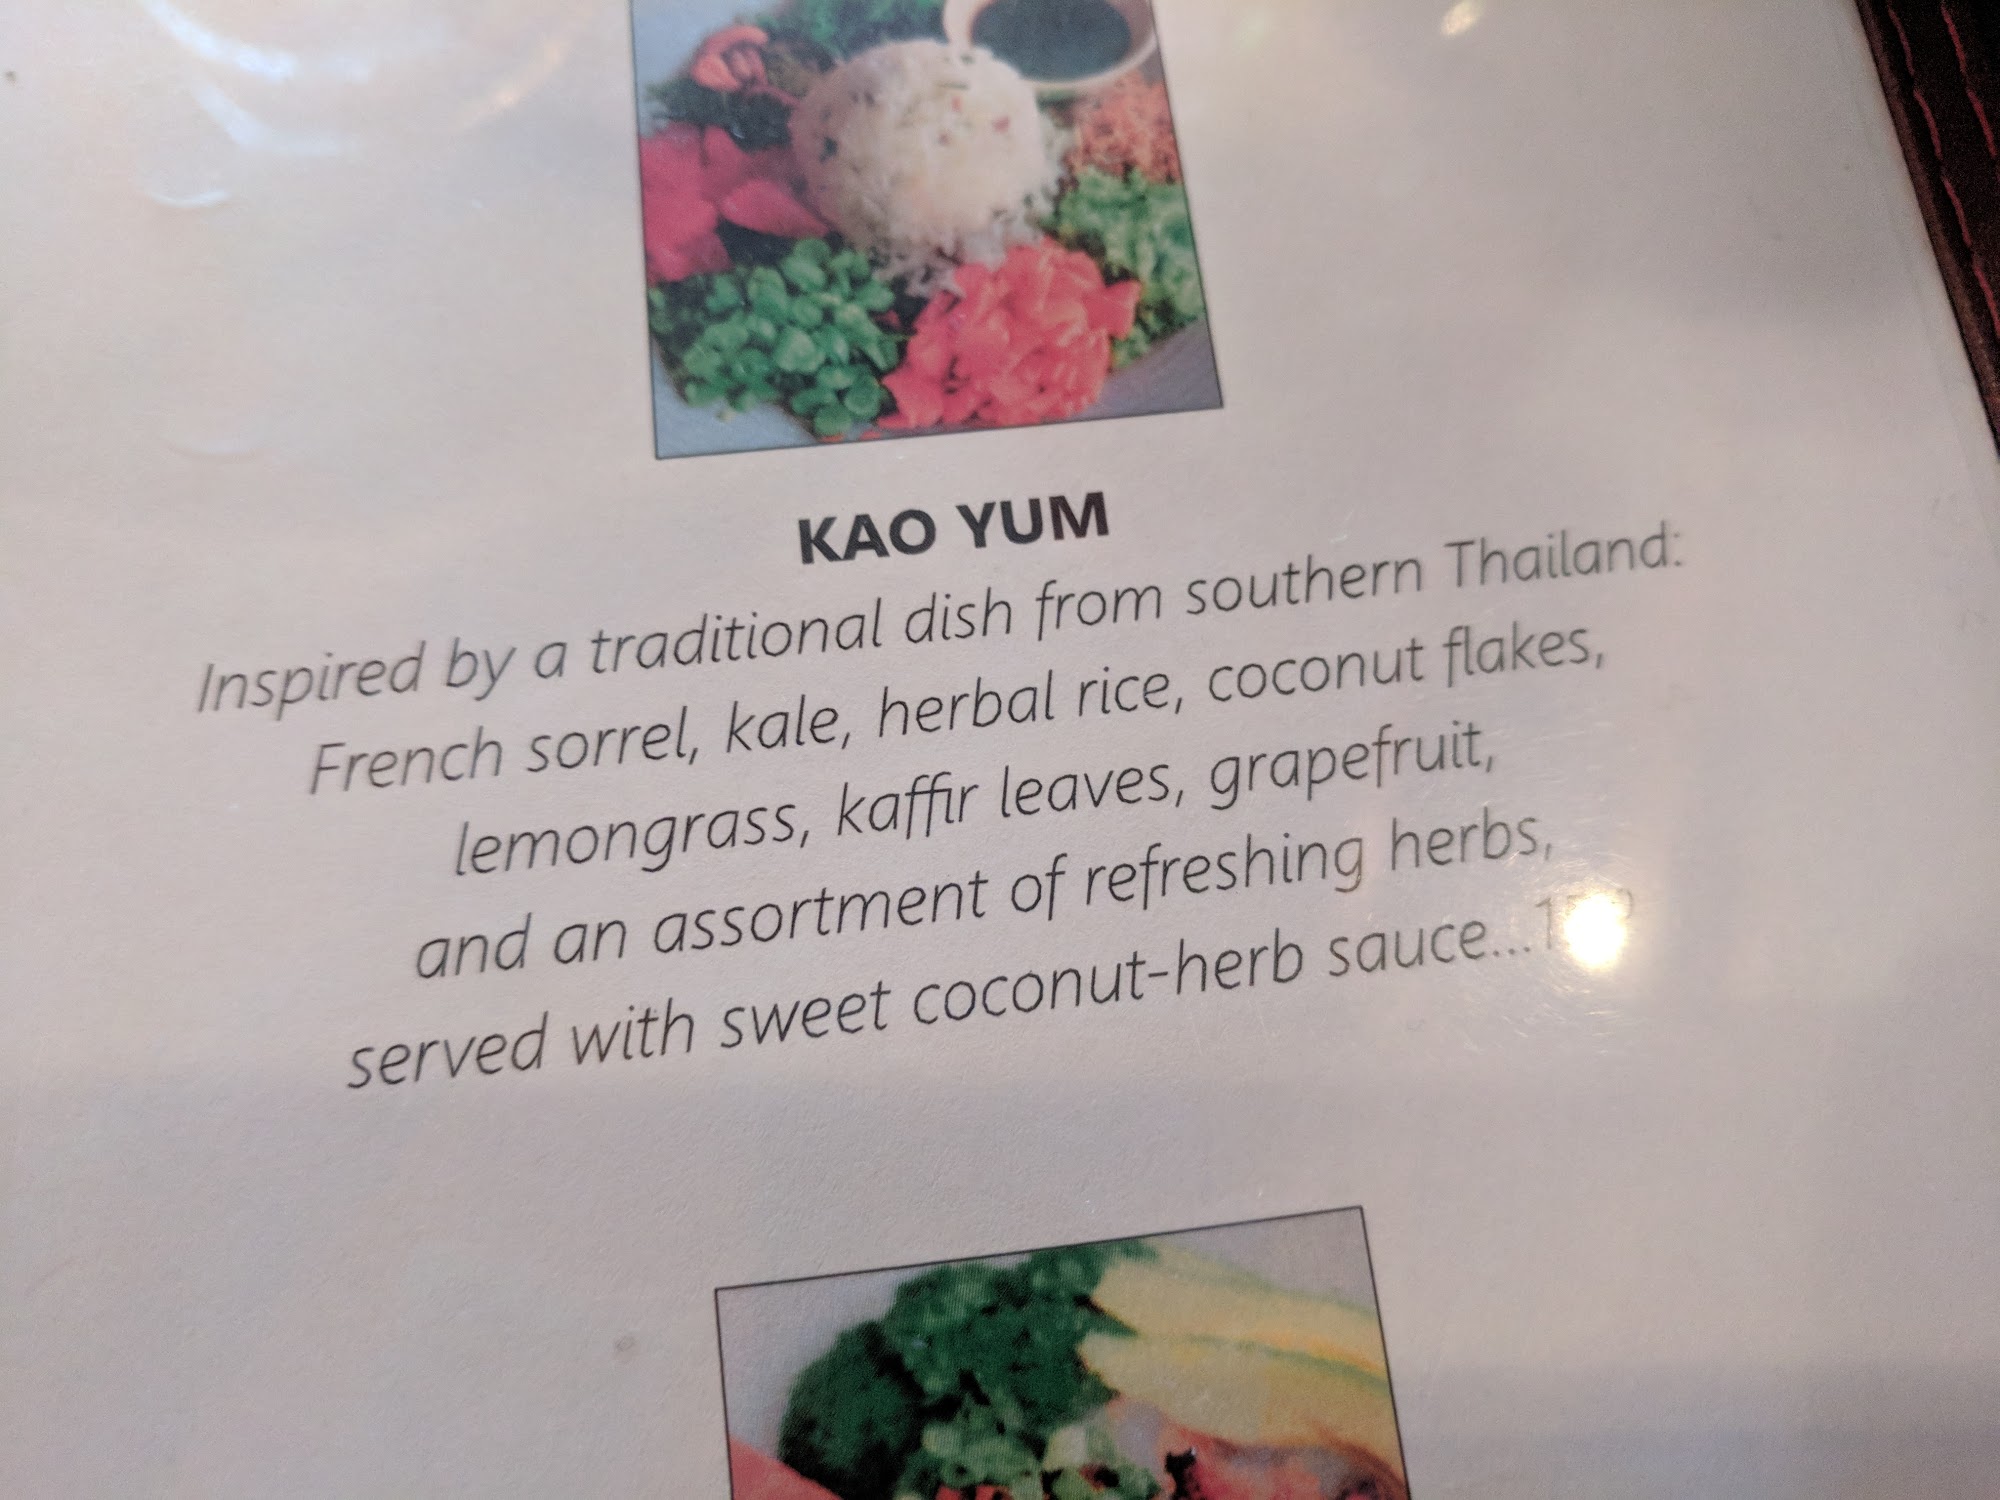 KAO YUM
Inspired by a traditional dish from southern Thailand:
French sorrel, kale, herbal rice, coconut flakes,
lemongrass, kaffir leaves, grapefruit,
and an assortment of refreshing herbs,
served with sweet coconut-herb sauce...